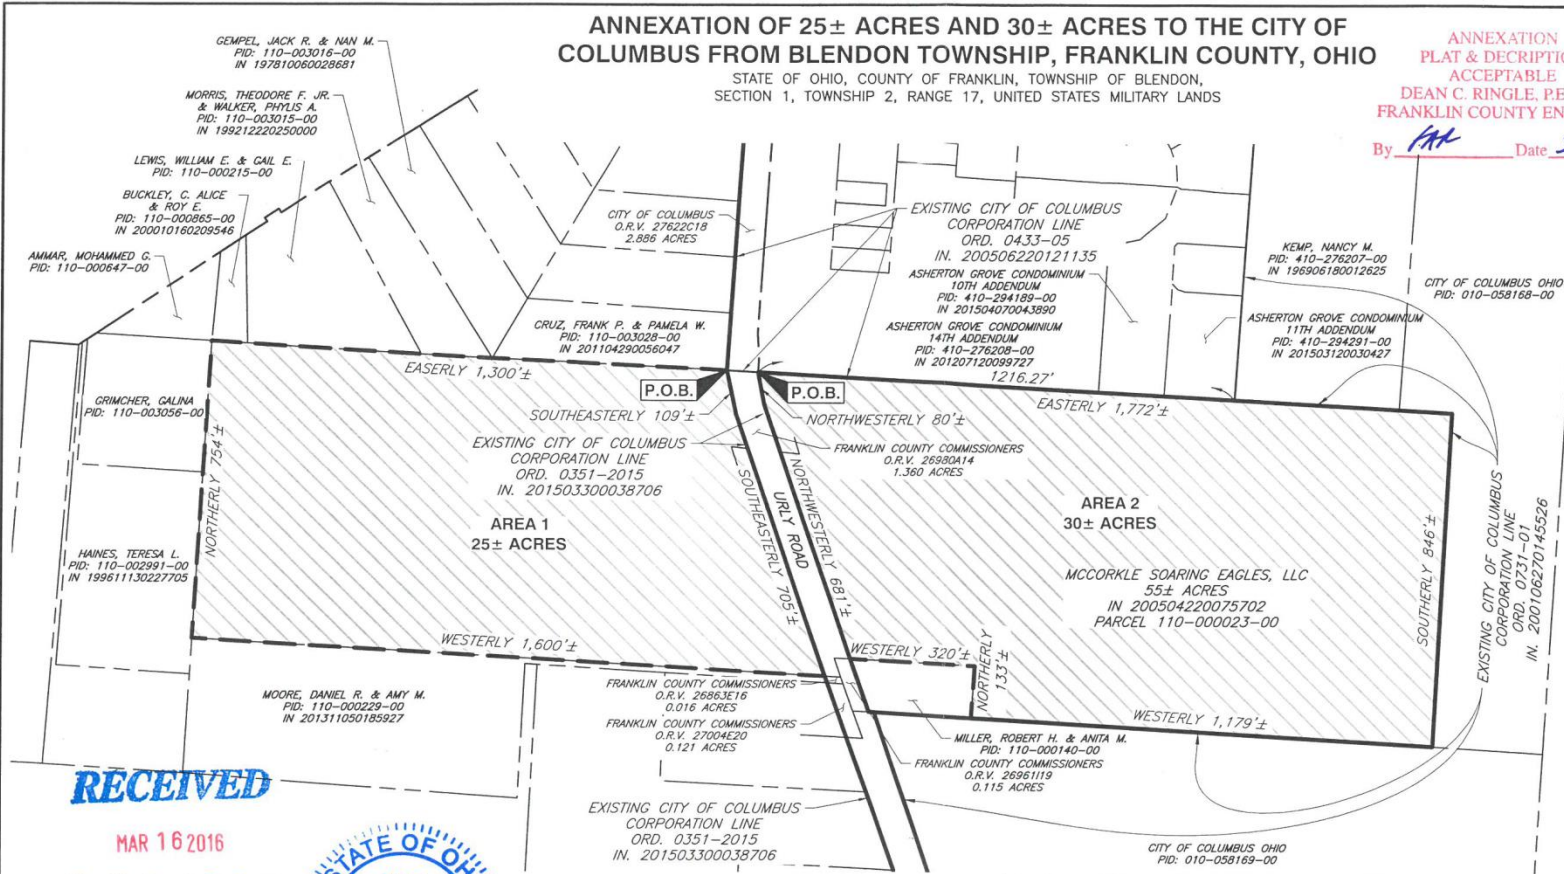 ANNEXATION OF 25± ACRES AND 30± ACRES TO THE CITY OF
COLUMBUS FROM BLENDON TOWNSHIP, FRANKLIN COUNTY, OHIO
STATE OF OHIO, COUNTY OF FRANKLIN, TOWNSHIP OF BLENDON,
SECTION 1, TOWNSHIP 2, RANGE 17, UNITED STATES MILITARY LANDS
ANNEXATION
PLAT & DECRIPTIO
ACCEPTABLE
DEAN C. RINGLE, P.E
FRANKLIN COUNTY EN
By Date
GEMPEL, JACK R. & NAN M.
PID: 110-003016-00
IN 197810060028681
MORRIS, THEODORE F. JR.
& WALKER, PHYLIS A.
PID: 110-003015-00
IN 199212220250000
LEWIS, WILLIAM E. & GAIL E.
PID: 110-000215-00
BUCKLEY, C. ALICE
& ROY E.
PID: 110-000865-00
IN 200010160209546
AMMAR, MOHAMMED G.
PID: 110-000647-00
CITY OF COLUMBUS
O.R.V. 27622C18
2.886 ACRES
EXISTING CITY OF COLUMBUS
CORPORATION LINE
ORD. 0433-05
IN. 200506220121135
ASHERTON GROVE CONDOMINIUM
10TH ADDENDUM
PID: 410-294189-00
IN 201504070043890
ASHERTON GROVE CONDOMINIUM
14TH ADDENDUM
PID: 410-276208-00
IN 201207120099727
KEMP, NANCY M.
PID: 410-276207-00
IN 196906180012625
CITY OF COLUMBUS OHIO
PID: 010-058168-00
ASHERTON GROVE CONDOMINIUM
11TH ADDENDUM
PID: 410-294291-00
IN 201503120030427
CRUZ, FRANK P. & PAMELA W.
PID: 110-003028-00
IN 201104290056047
EASERLY 1,300'±
P.O.B.
P.O.B.
1216.27'
EASTERLY 1,772'±
GRIMCHER, GALINA
PID: 110-003056-00
NORTHERLY 754'±
SOUTHEASTERLY 109'±
NORTHWESTERLY 80'±
EXISTING CITY OF COLUMBUS
CORPORATION LINE
ORD. 0351-2015
IN. 201503300038706
FRANKLIN COUNTY COMMISSIONERS
O.R.V. 26980A14
1.360 ACRES
SOUTHEASTERLY 705'±
URLY ROAD
NORTHWESTERLY 681'±
AREA 1
25± ACRES
AREA 2
30± ACRES
MCCORKLE SOARING EAGLES, LLC
55± ACRES
IN 200504220075702
PARCEL 110-000023-00
SOUTHERLY 846'±
EXISTING CITY OF COLUMBUS
CORPORATION LINE
ORD. 0731-01
IN. 200106270145526
HAINES, TERESA L.
PID: 110-002991-00
IN 199611130227705
WESTERLY 1,600'±
WESTERLY 320'±
NORTHERLY
133'±
WESTERLY 1,179'±
MOORE, DANIEL R. & AMY M.
PID: 110-000229-00
IN 201311050185927
FRANKLIN COUNTY COMMISSIONERS
O.R.V. 26863E16
0.016 ACRES
FRANKLIN COUNTY COMMISSIONERS
O.R.V. 27004E20
0.121 ACRES
MILLER, ROBERT H. & ANITA M.
PID: 110-000140-00
FRANKLIN COUNTY COMMISSIONERS
O.R.V. 26961I19
0.115 ACRES
EXISTING CITY OF COLUMBUS
CORPORATION LINE
ORD. 0351-2015
IN. 201503300038706
CITY OF COLUMBUS OHIO
PID: 010-058169-00
RECEIVED
MAR 16 2016
STATE OF OH